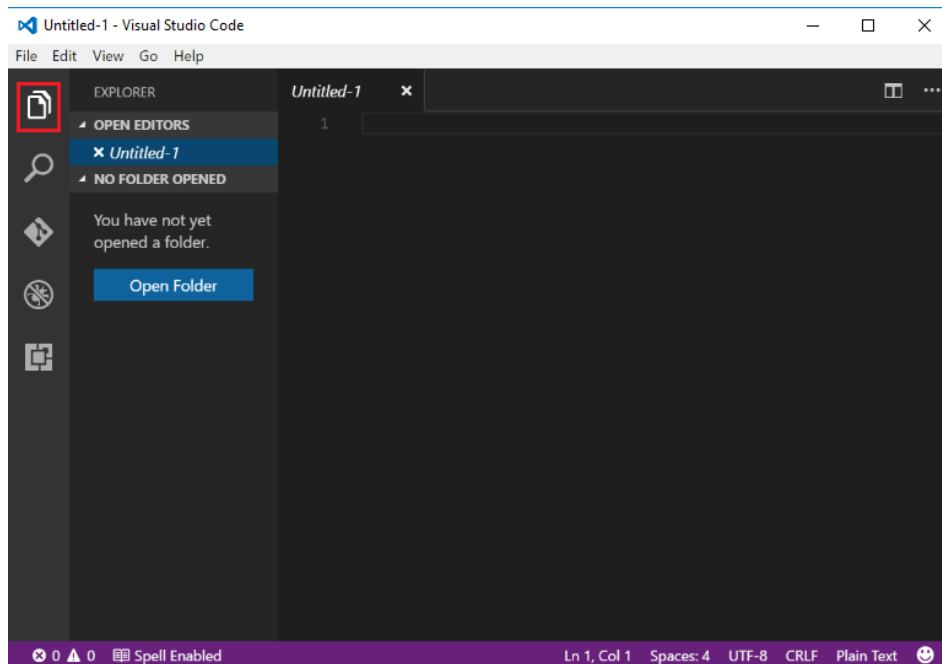 Untitled-1 - Visual Studio Code
File Edit View Go Help
EXPLORER
OPEN EDITORS
Untitled-1
NO FOLDER OPENED
You have not yet
opened a folder.
Open Folder
Untitled-1
1
0 0 Spell Enabled
Ln 1, Col 1 Spaces: 4 UTF-8 CRLF Plain Text